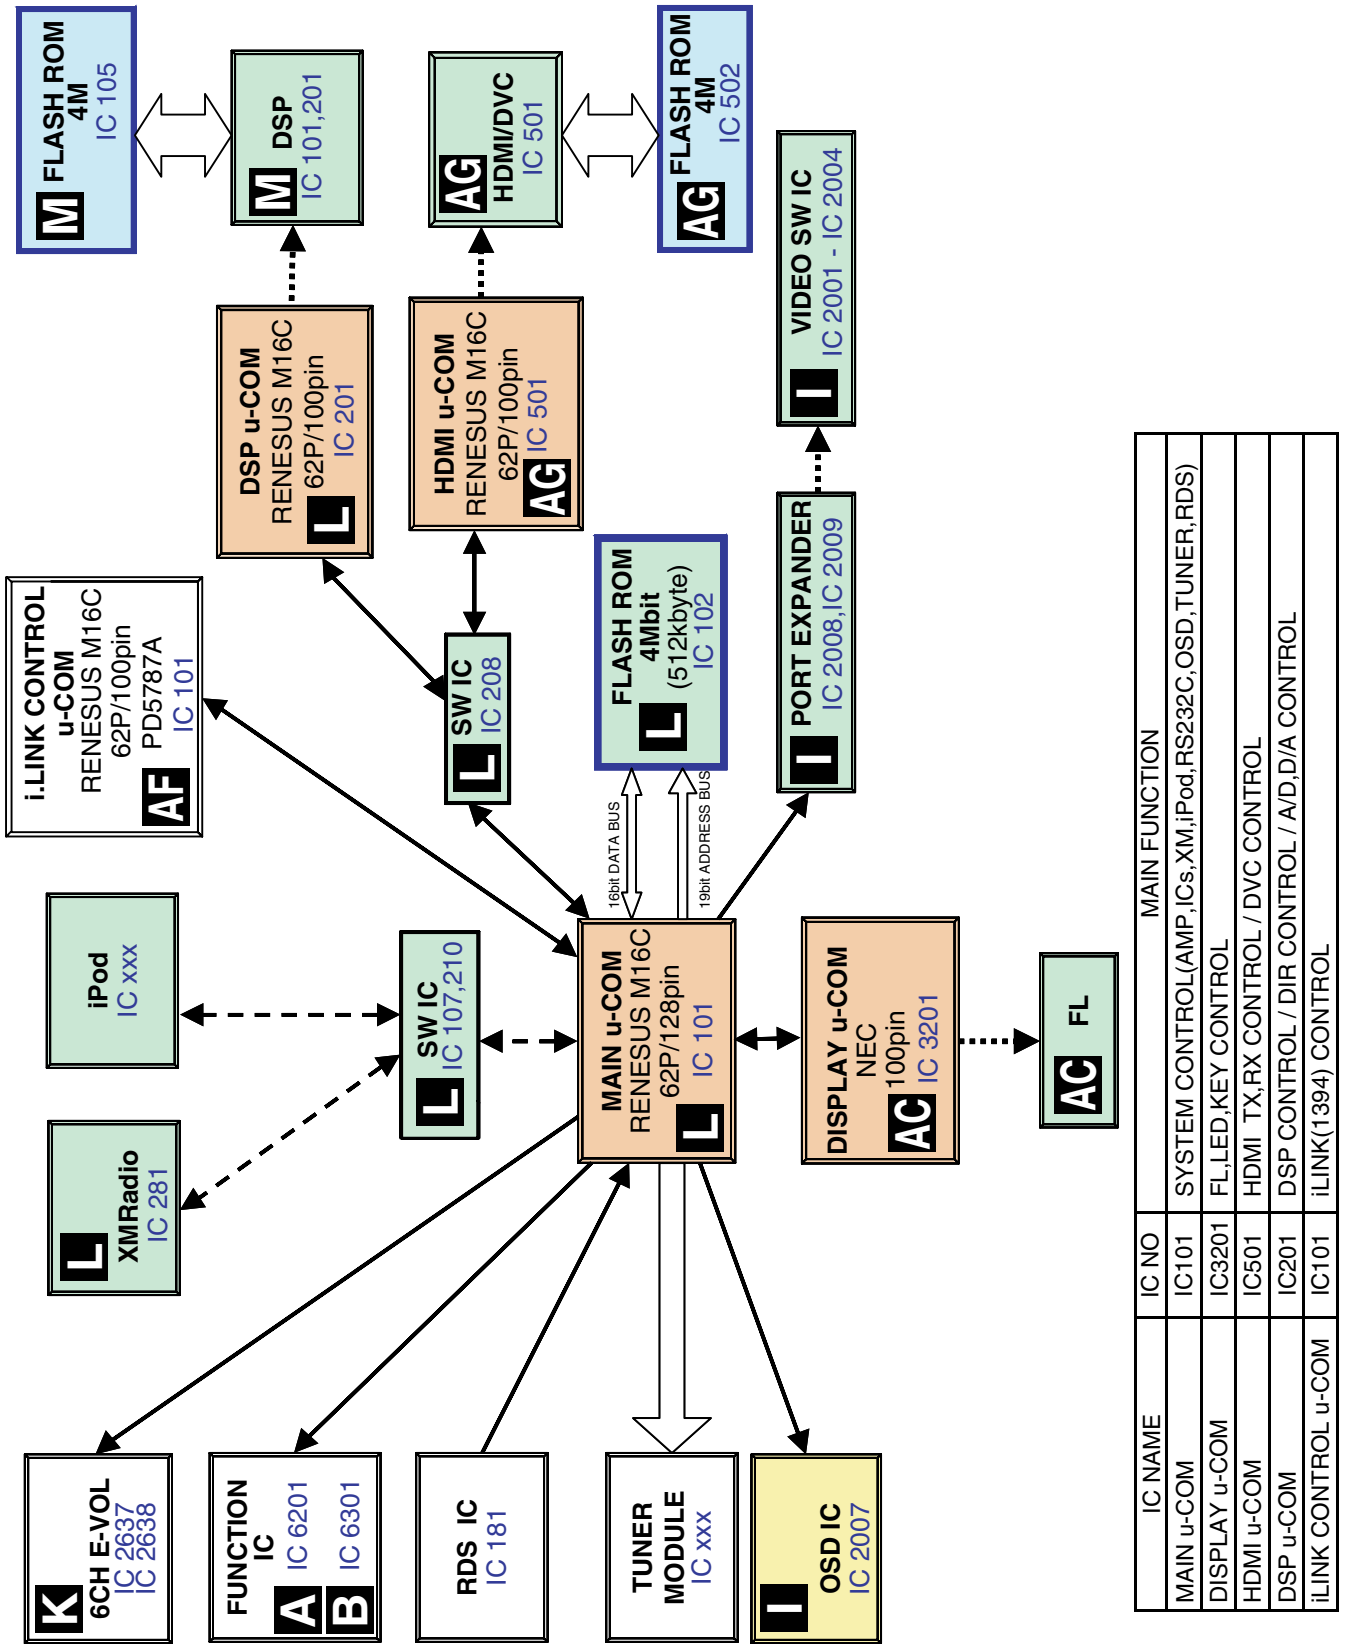 K
6CH E-VOL
IC 2637
IC 2638
FUNCTION
IC
A IC 6201
B IC 6301
RDS IC
IC 181
TUNER
MODULE
IC xxx
I
OSD IC
IC 2007
L
XMRadio
IC 281
iPod
IC xxx
L
SW IC
IC 107,210
MAIN u-COM
RENESUS M16C
62P/128pin
L
IC 101
DISPLAY u-COM
NEC
100pin
AC
IC 3201
AC
FL
i.LINK CONTROL
u-COM
RENESUS M16C
62P/100pin
PD5787A
AF
IC 101
L
SW IC
IC 208
16bit DATA BUS
19bit ADDRESS BUS
FLASH ROM
4Mbit
(512kbyte)
L
IC 102
I
PORT EXPANDER
IC 2008,IC 2009
DSP u-COM
RENESUS M16C
62P/100pin
L
IC 201
HDMI u-COM
RENESUS M16C
62P/100pin
AG
IC 501
I
VIDEO SW IC
IC 2001 - IC 2004
M
FLASH ROM
4M
IC 105
M
DSP
IC 101,201
AG
HDMI/DVC
IC 501
AG
FLASH ROM
4M
IC 502
IC NAME IC NO MAIN FUNCTION
MAIN u-COM IC101 SYSTEM CONTROL(AMP,ICs,XM,iPod,RS232C,OSD,TUNER,RDS)
DISPLAY u-COM IC3201 FL,LED,KEY CONTROL
HDMI u-COM IC501 HDMI TX,RX CONTROL / DVC CONTROL
DSP u-COM IC201 DSP CONTROL / DIR CONTROL / A/D,D/A CONTROL
iLINK CONTROL u-COM IC101 iLINK(1394) CONTROL